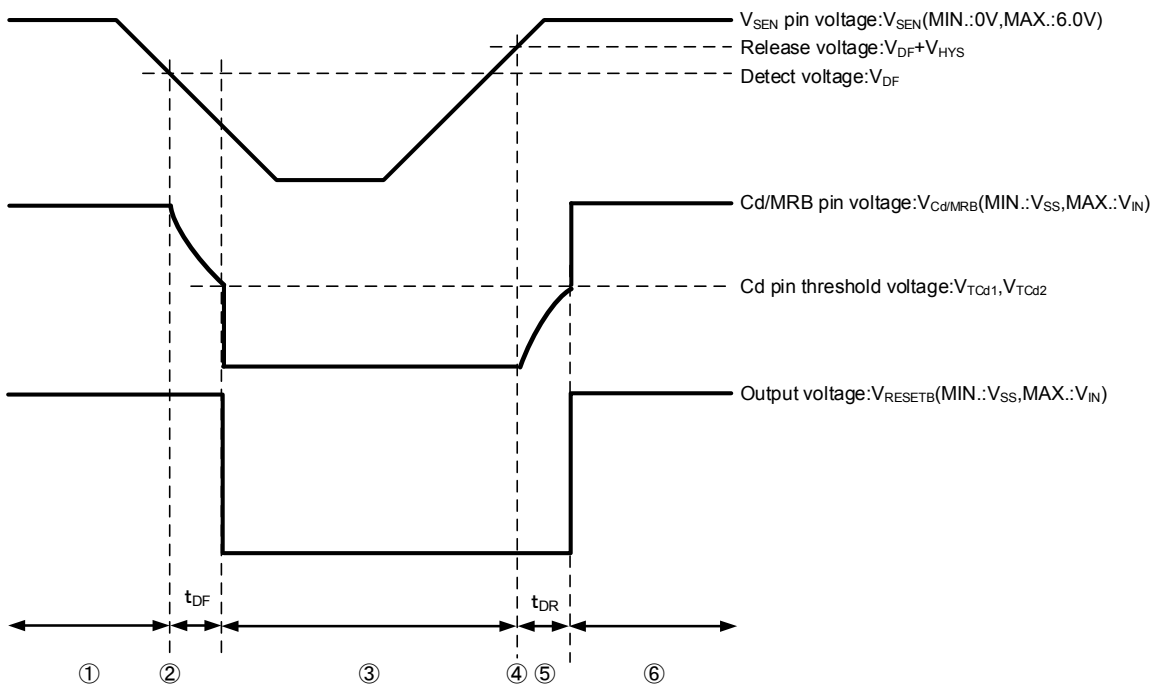 VSEN pin voltage:VSEN(MIN.:0V,MAX.:6.0V)
Release voltage:VDF+VHYS
Detect voltage:VDF
Cd/MRB pin voltage:VCd/MRB(MIN.:VSS,MAX.:VIN)
Cd pin threshold voltage:VTCd1,VTCd2
Output voltage:VRESETB(MIN.:VSS,MAX.:VIN)
tDF
tDR
① ② ③ ④ ⑤ ⑥